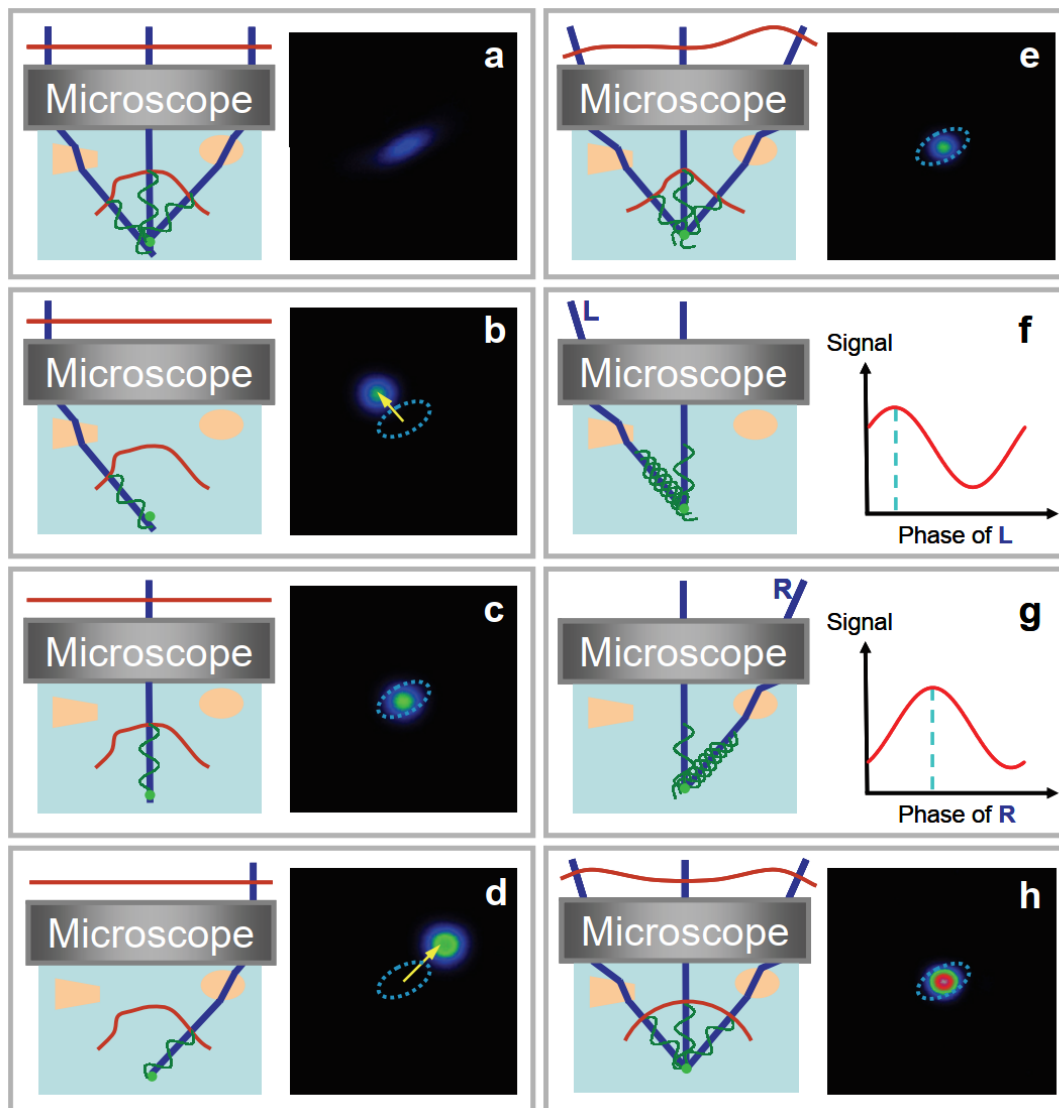 Microscope
a
Microscope
b
Microscope
c
Microscope
d
Microscope
e
L
Microscope
Signal
f
Phase of L
R
Microscope
Signal
g
Phase of R
Microscope
h